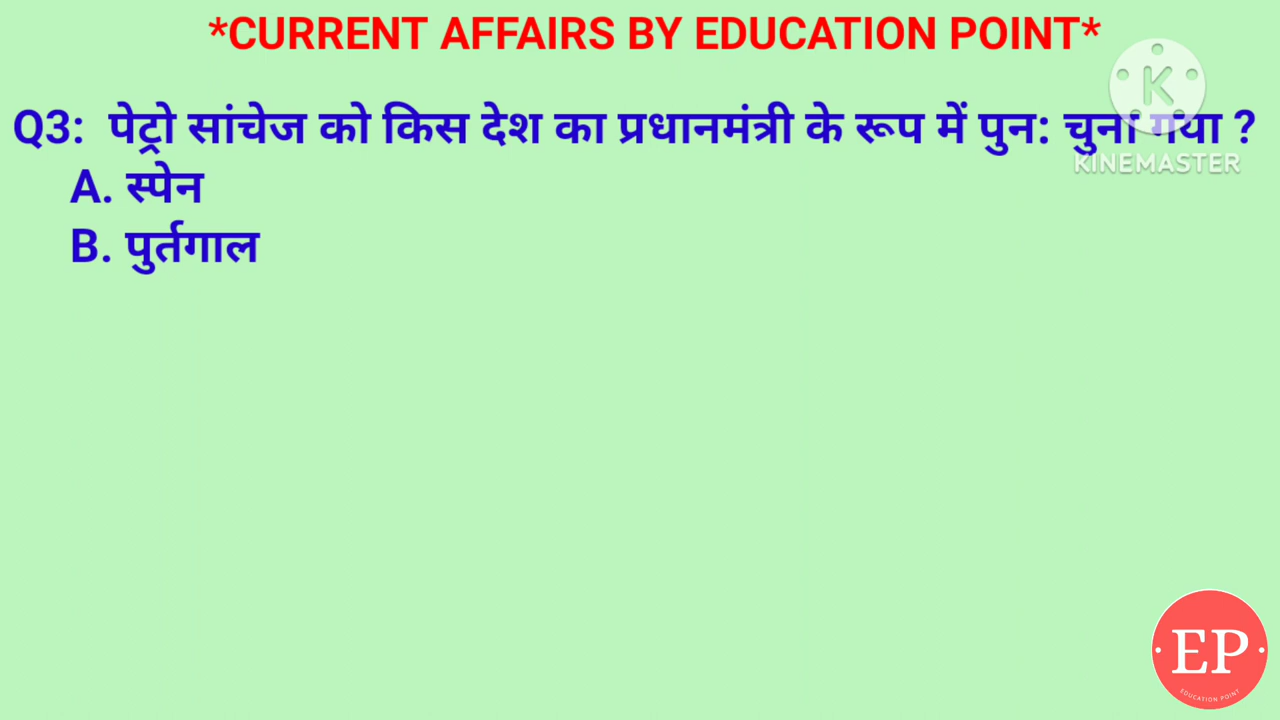 *CURRENT AFFAIRS BY EDUCATION POINT*
Q3: पेट्रो सांचेज को किस देश का प्रधानमंत्री के रूप में पुन: चुना गया ?
KINEMASTER
A. स्पेन
B. पुर्तगाल
EP
EDUCATION POINT